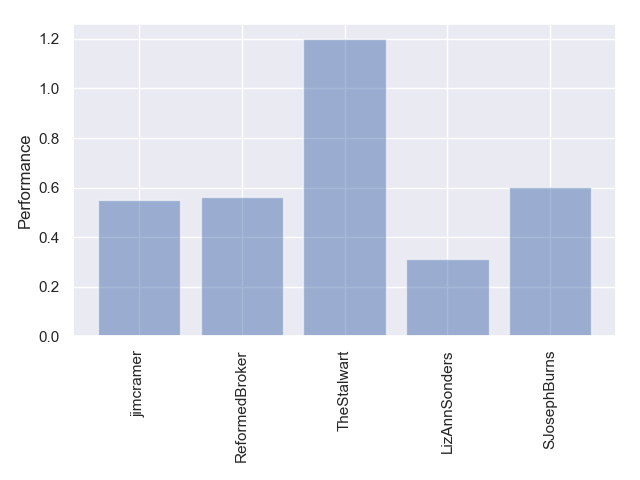 1.2
1.0
0.8
0.6
0.4
0.2
0.0
Performance
jimcramer
ReformedBroker
TheStalwart
LizAnnSonders
SJosephBurns